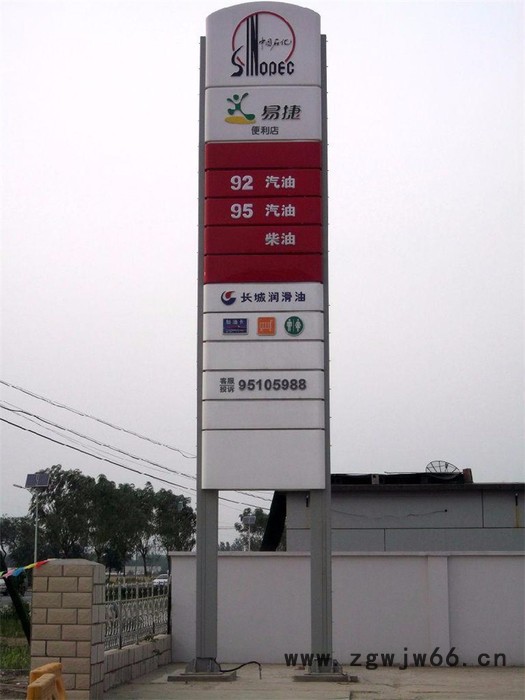 中国石化
SINOPEC
易捷
便利店
92 汽油
95 汽油
柴油
长城润滑油
客服
投诉 95105988
www.zgwjw66.cn